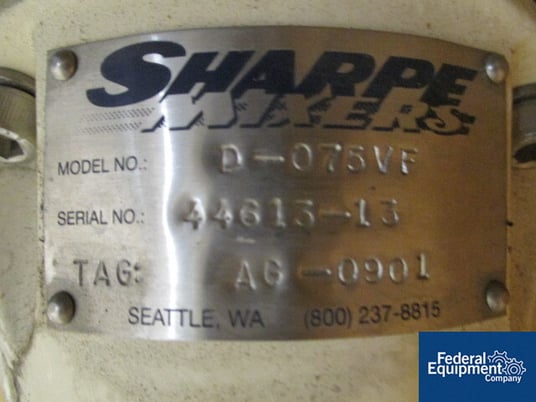 SHARPE
MIXERS
MODEL NO.: D-075VF
SERIAL NO.: 44613-13
TAG: AG-0901
SEATTLE, WA (800) 237-8815
Federal
Equipment
Company